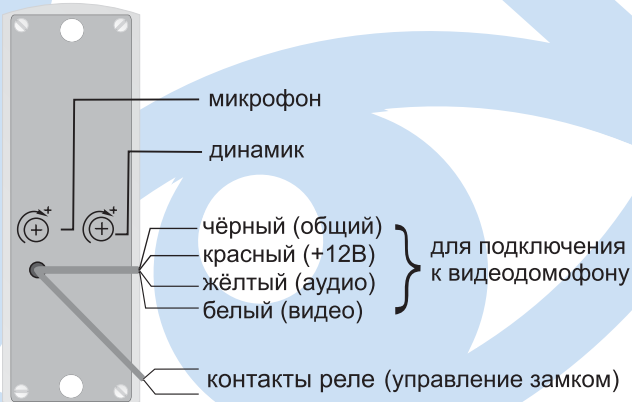 микрофон
динамик
+
+
чёрный (общий)
красный (+12В)
жёлтый (аудио)
белый (видео)
для подключения
к видеодомофону
контакты реле (управление замком)